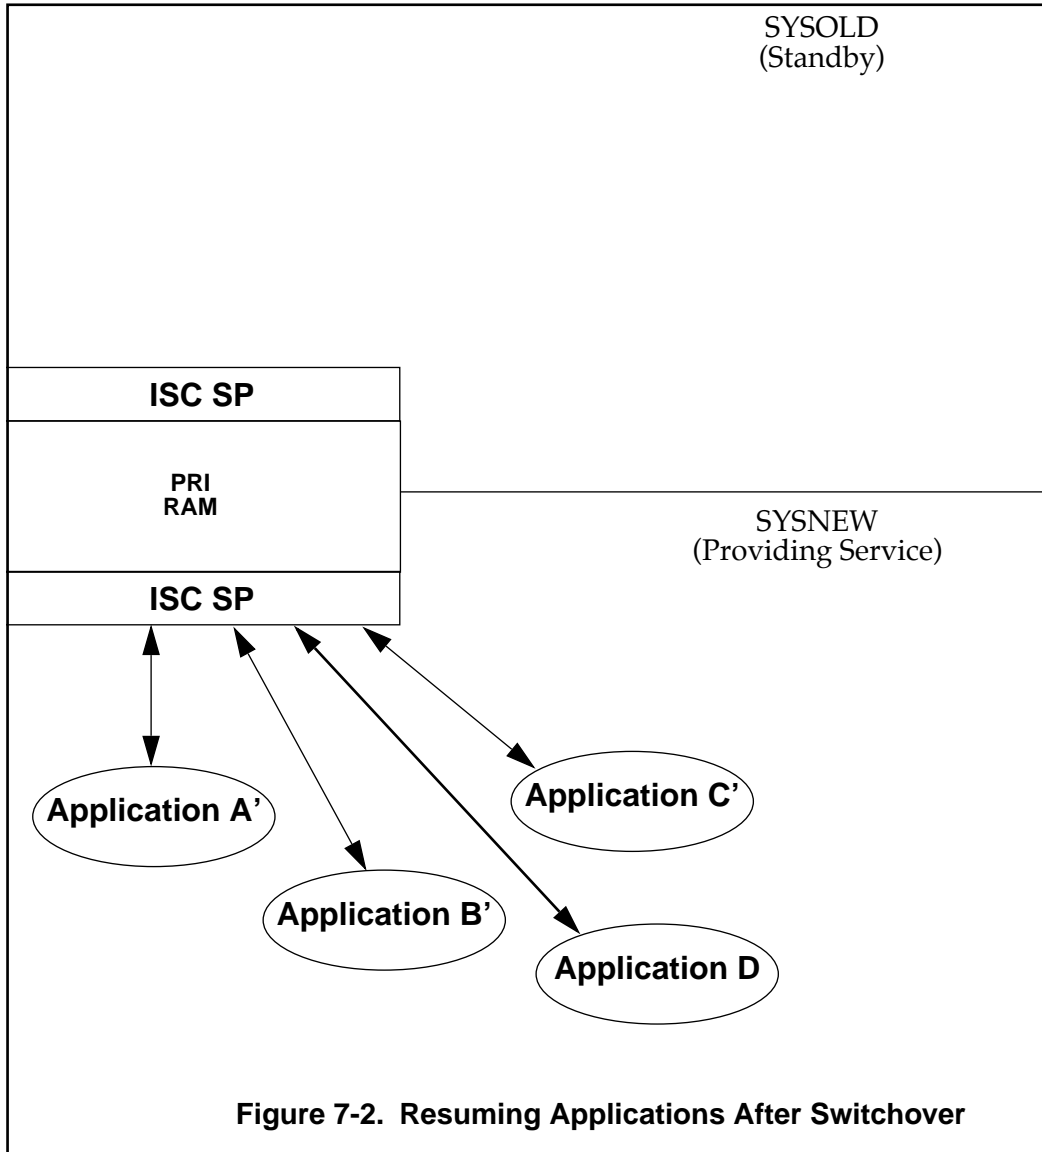 SYSOLD
(Standby)
ISC SP
PRI
RAM
SYSNEW
(Providing Service)
ISC SP
Application A’
Application C’
Application B’
Application D
Figure 7-2. Resuming Applications After Switchover